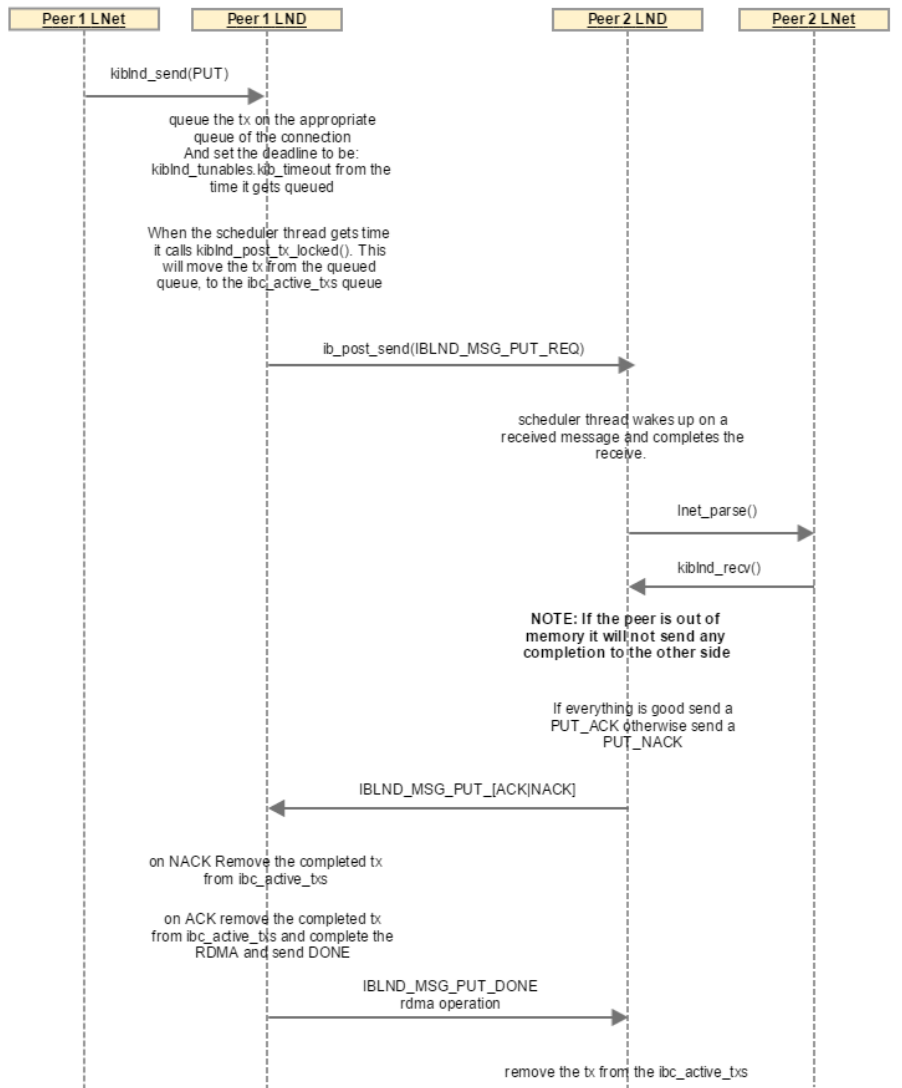 Peer 1 LNet
Peer 1 LND
Peer 2 LND
Peer 2 LNet
kiblnd_send(PUT)
queue the tx on the appropriate
queue of the connection
And set the deadline to be:
kiblnd_tunables.kib_timeout from the
time it gets queued
When the scheduler thread gets time
it calls kiblnd_post_tx_locked(). This
will move the tx from the queued
queue, to the ibc_active_txs queue
ib_post_send(IBLND_MSG_PUT_REQ)
scheduler thread wakes up on a
received message and completes the
receive.
lnet_parse()
kiblnd_recv()
NOTE: If the peer is out of
memory it will not send any
completion to the other side
If everything is good send a
PUT_ACK otherwise send a
PUT_NACK
IBLND_MSG_PUT_[ACK|NACK]
on NACK Remove the completed tx
from ibc_active_txs
on ACK remove the completed tx
from ibc_active_txs and complete the
RDMA and send DONE
IBLND_MSG_PUT_DONE
rdma operation
remove the tx from the ibc_active_txs